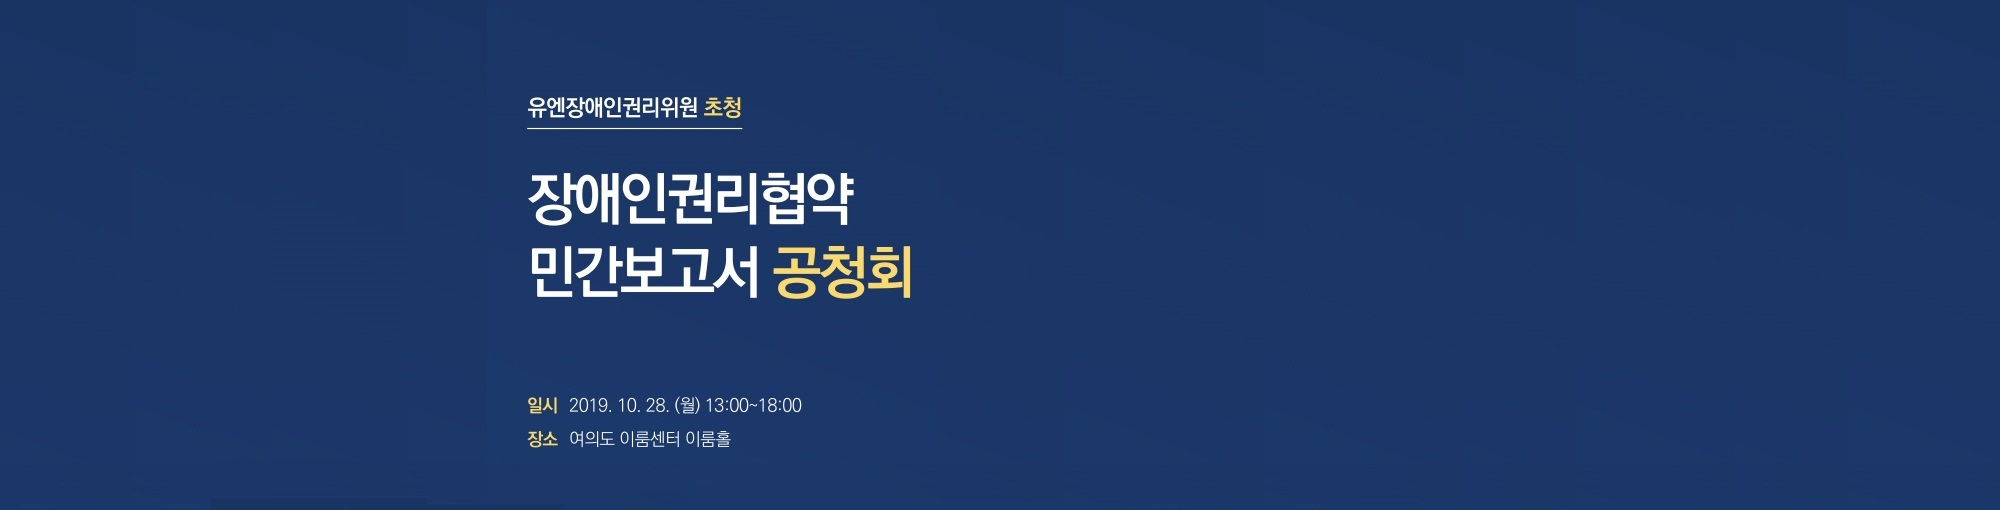 유엔장애인권리위원 초청
장애인권리협약
민간보고서 공청회
일시 2019. 10. 28. (월) 13:00~18:00
장소 여의도 이룸센터 이룸홀